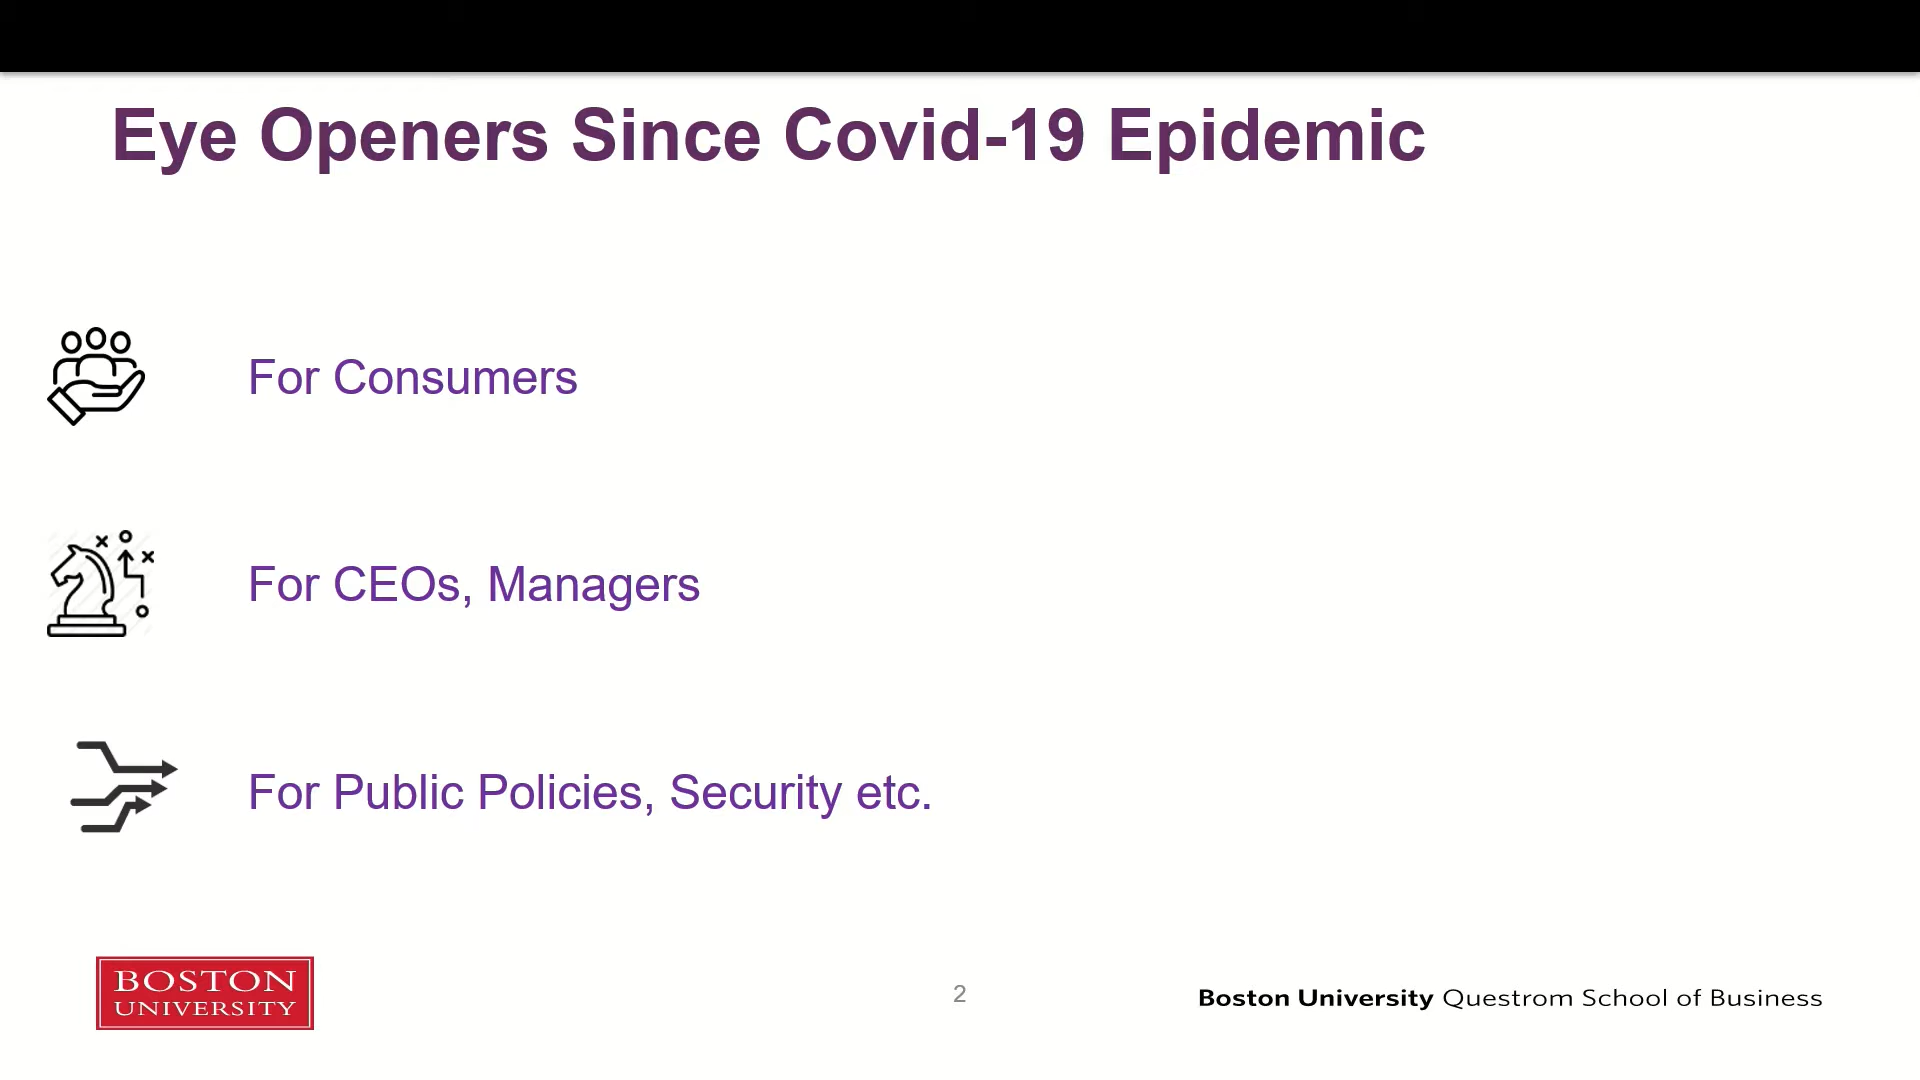 Eye Openers Since Covid-19 Epidemic
For Consumers
For CEOs, Managers
For Public Policies, Security etc.
BOSTON
UNIVERSITY
2
Boston University Questrom School of Business